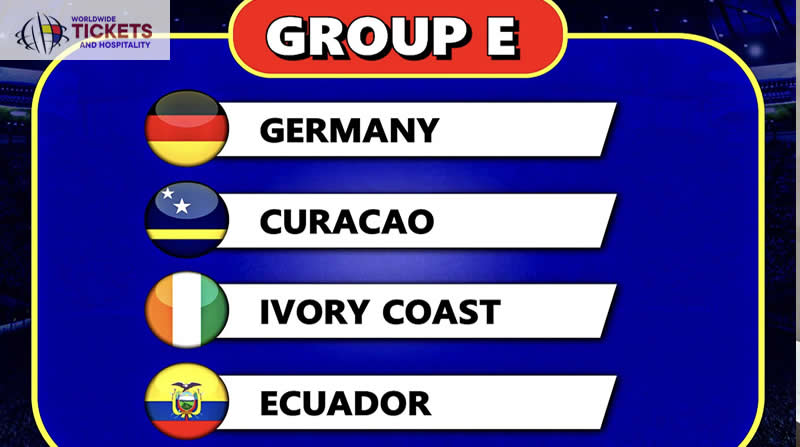 WORLDWIDE
TICKETS
AND HOSPITALITY
GROUP E
GERMANY
CURACAO
IVORY COAST
ECUADOR